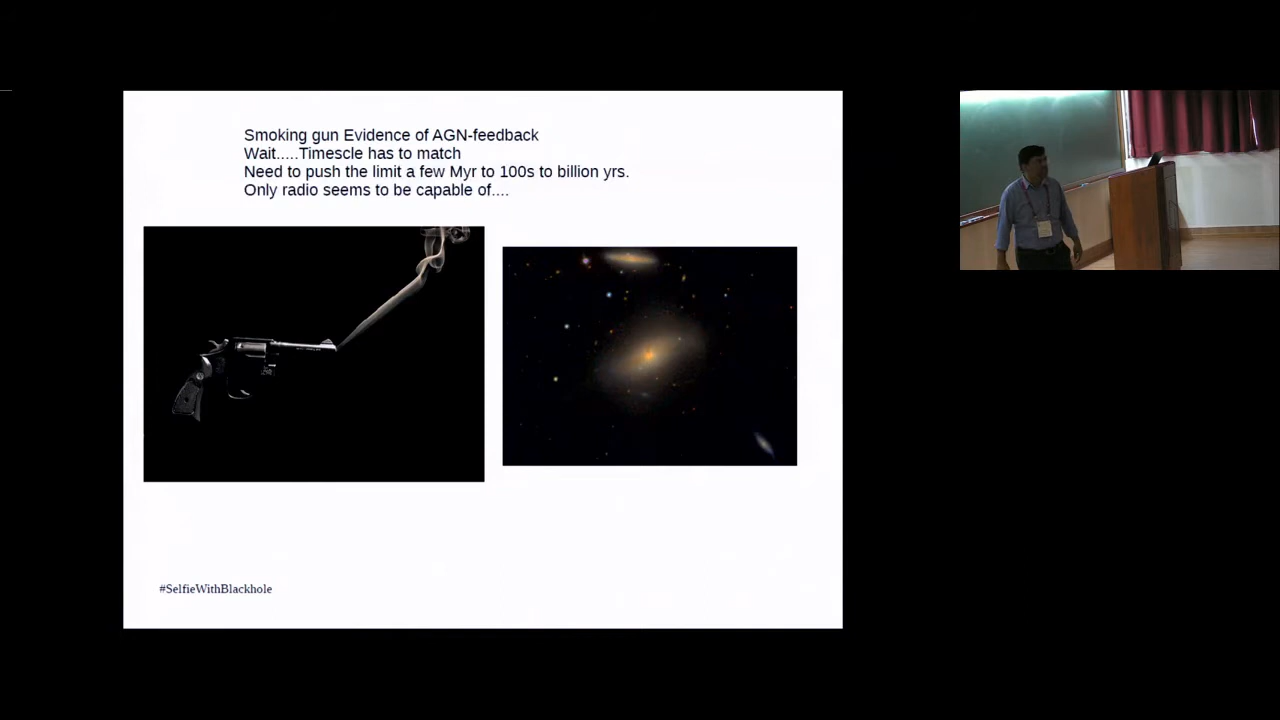 Smoking gun Evidence of AGN-feedback
Wait.....Timescle has to match
Need to push the limit a few Myr to 100s to billion yrs.
Only radio seems to be capable of....
#SelfieWithBlackhole